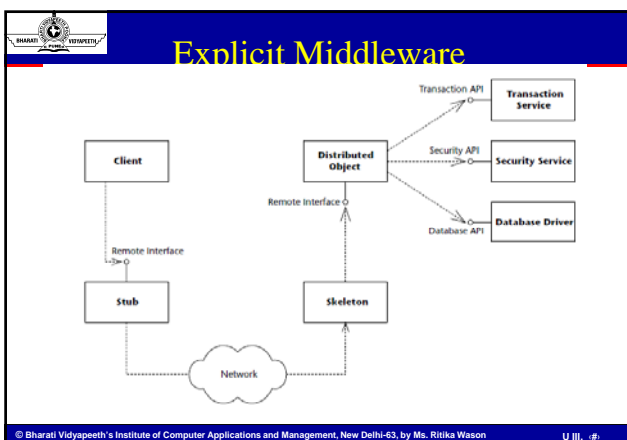 BHARATI VIDYAPEETH,
PUNE
Explicit Middleware
Transaction API
Transaction
Service
Client
Distributed
Object
Security API
Security Service
Remote Interface
Database API
Database Driver
Remote Interface
Stub
Skeleton
Network
© Bharati Vidyapeeth's Institute of Computer Applications and Management, New Delhi-63, by Ms. Ritika Wason
U III. ‹#›